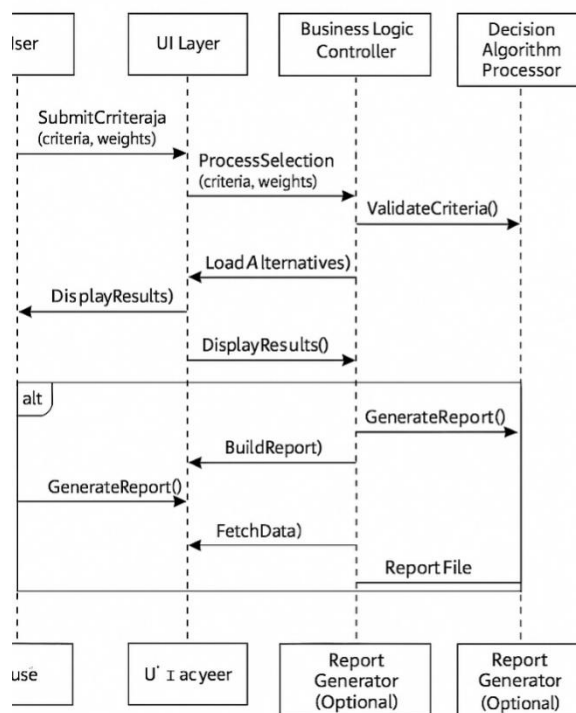 lser
UI Layer
Business Logic
Controller
Decision
Algorithm
Processor
SubmitCrriteraja
(criteria, weights)
ProcessSelection
(criteria, weights)
ValidateCriteria()
LoadAlternatives)
DisplayResults)
DisplayResults()
alt
GenerateReport()
BuildReport)
GenerateReport()
FetchData)
Report File
use
U' I acyeer
Report
Generator
(Optional)
Report
Generator
(Optional)